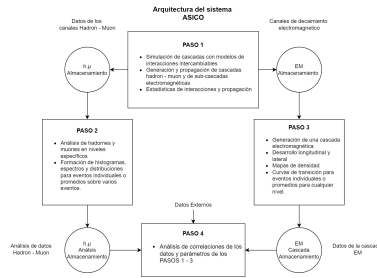 Arquitectura del sistema
ASICO
Datos de los
canales Hadron - Muon
Canales de decaimiento
electromagnetico
PASO 1
Simulación de cascadas con modelos de
interacciones intercambiables
Generación y propagación de cascadas
hadron - muon y de sub-cascadas
electromagnéticas
Estadísticas de interacciones y propagación
h,μ
Almacenamiento
EM
Almacenamiento
PASO 2
Análisis de hadornes y
muones en niveles
específicos
Formación de histogramas,
espectros y distribuciones
para eventos individuales o
promedios sobre varios
eventos.
PASO 3
Generación de una cascada
electromagnética
Desarrollo longitudinal y
lateral
Mapas de densidad
Curvas de transición para
eventos individuales o
promedios para cualquier
nivel.
Datos Externos
Análisis de datos
Hadron - Muon
h,μ
Análsis
Almacenamiento
PASO 4
Análisis de correlaciones de los
datos y parámetros de los
PASOS 1 - 3
EM
Cascada
Almacenamiento
Datos de la casca
EM